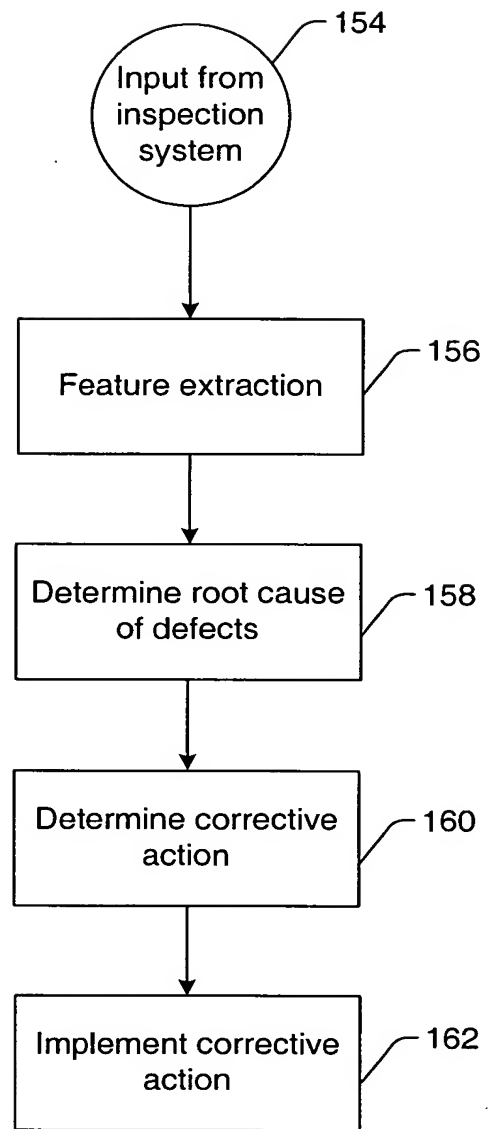 154
Input from
inspection
system
156
Feature extraction
158
Determine root cause
of defects
160
Determine corrective
action
162
Implement corrective
action